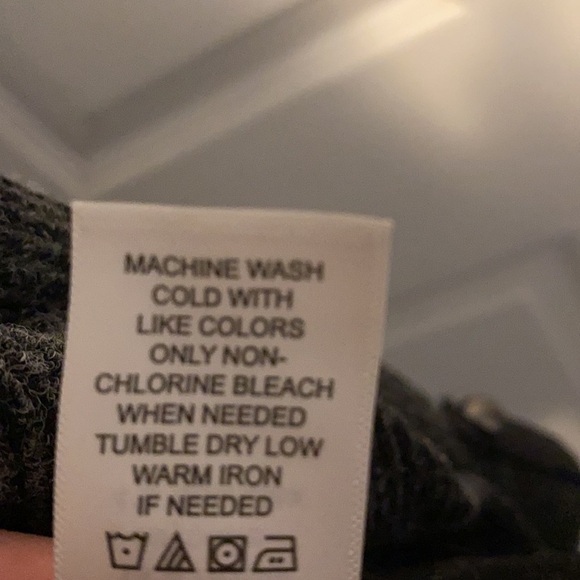 MACHINE WASH
COLD WITH
LIKE COLORS
ONLY NON-
CHLORINE BLEACH
WHEN NEEDED
TUMBLE DRY LOW
WARM IRON
IF NEEDED